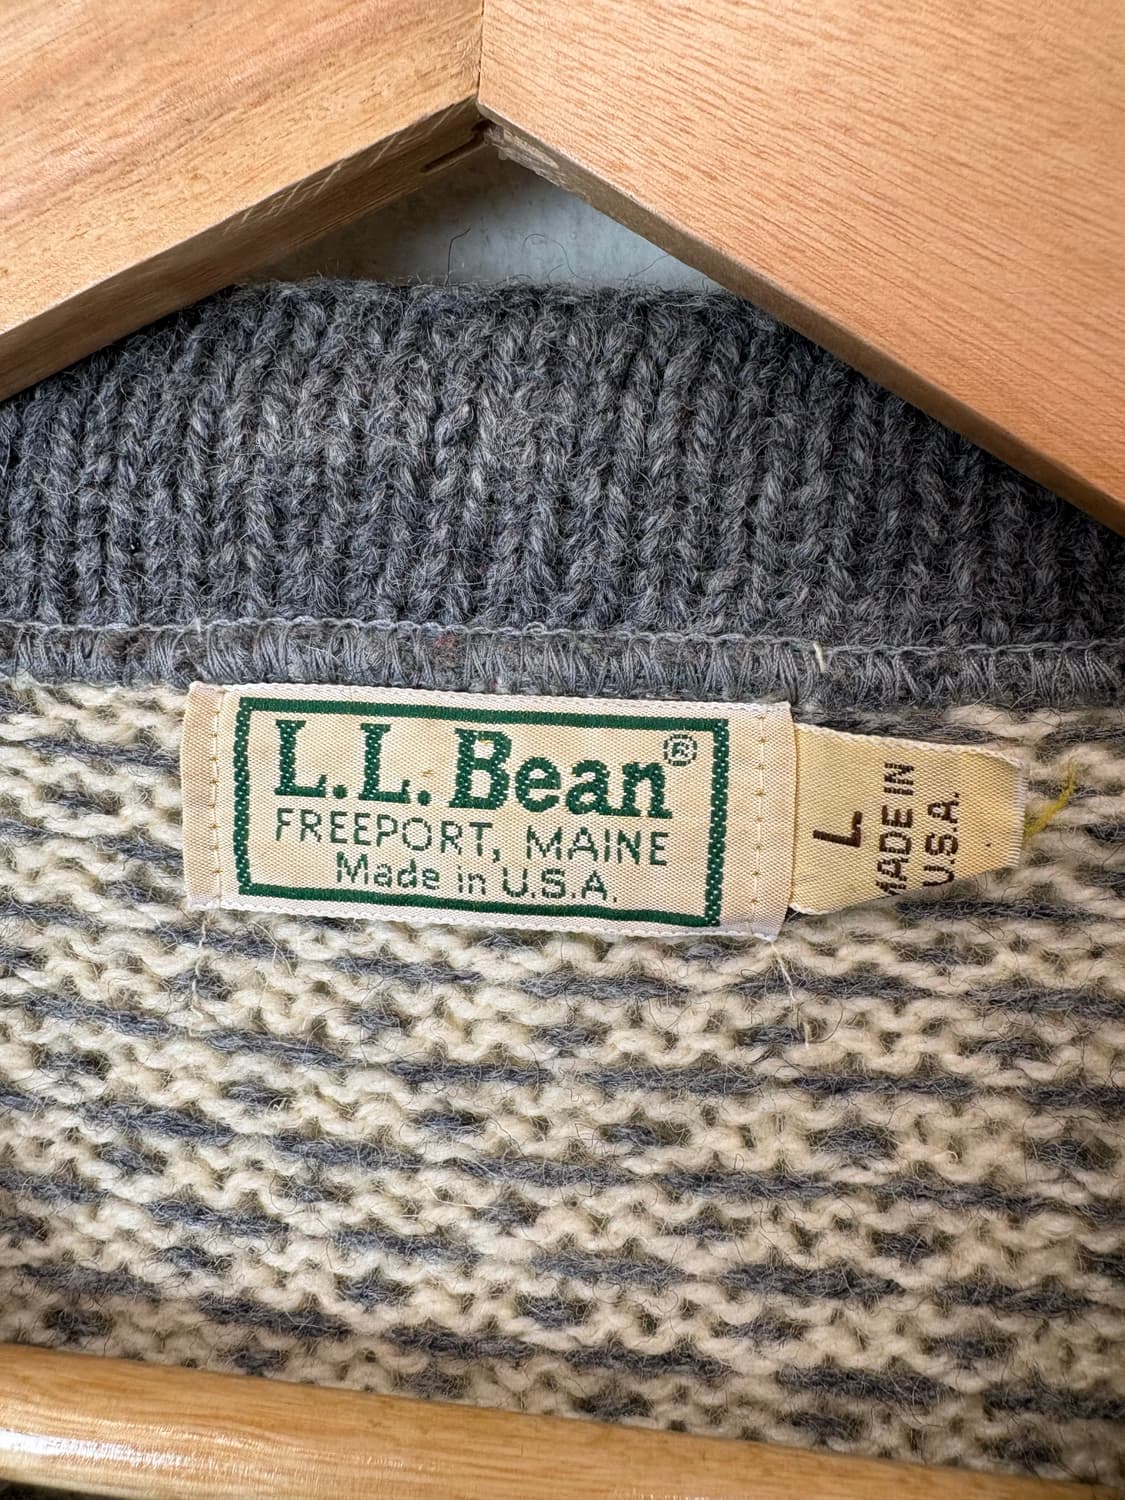 L.L.Bean®
FREEPORT, MAINE
Made in U.S.A.
L
MADE IN
U.S.A.